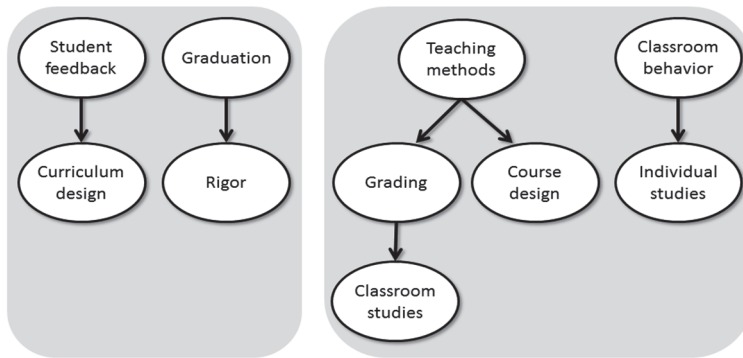 Student
feedback
Graduation
Teaching
methods
Classroom
behavior
Curriculum
design
Rigor
Grading
Course
design
Individual
studies
Classroom
studies